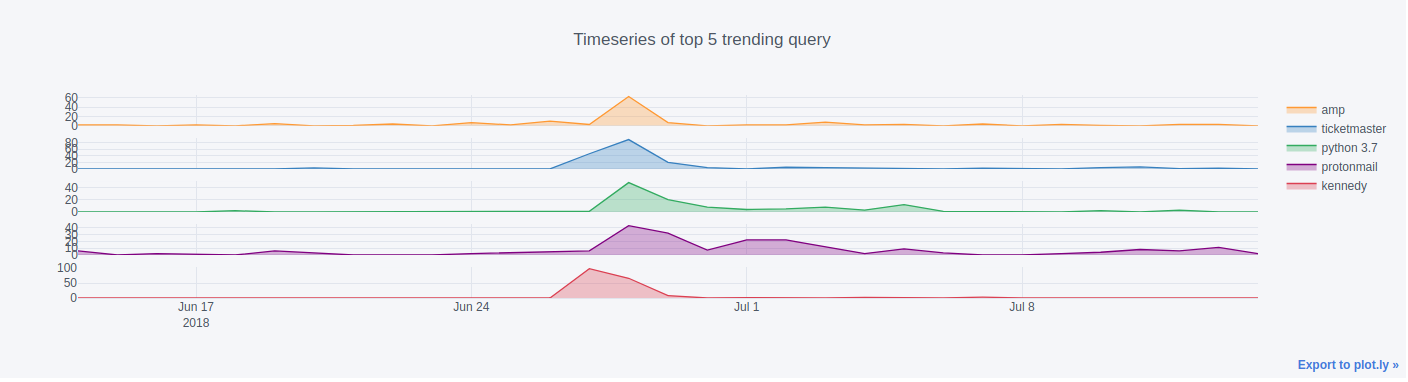 Timeseries of top 5 trending query
60
40
20
0
80
60
40
20
0
40
20
0
40
30
20
10
0
100
50
0
Jun 17
2018
Jun 24
Jul 1
Jul 8
amp
ticketmaster
python 3.7
protonmail
kennedy
Export to plot.ly »